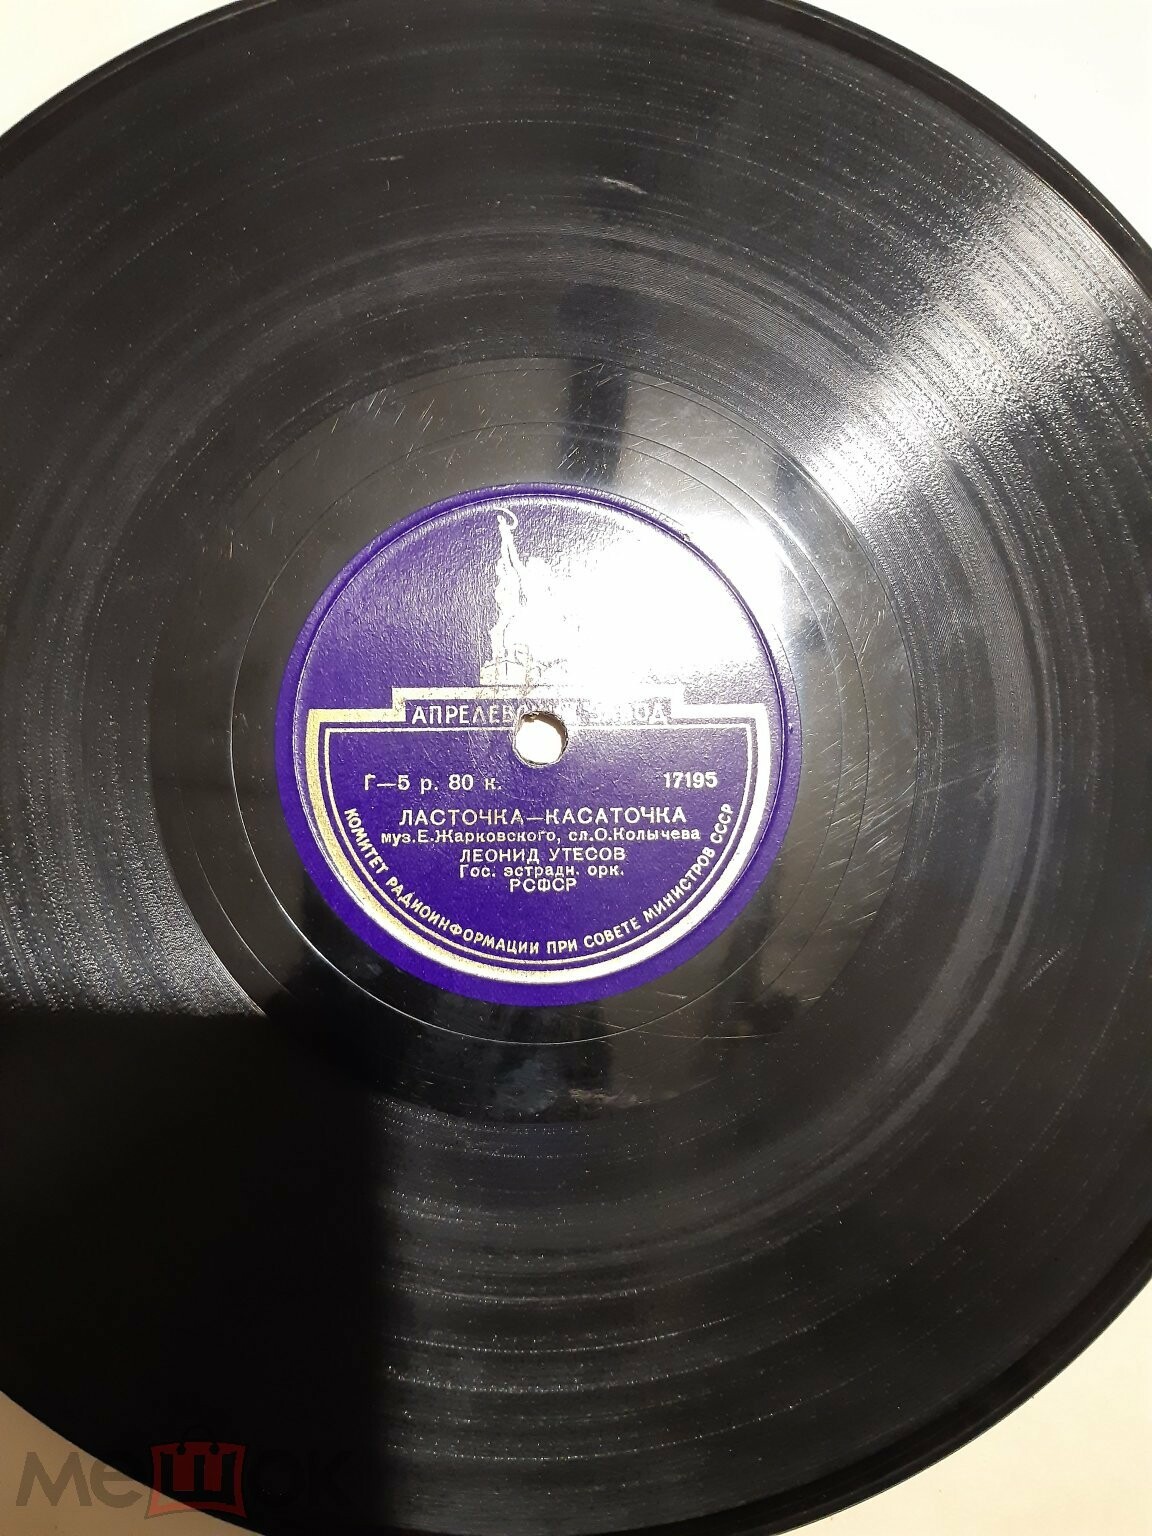 АПРЕЛЕВСКИЙ ЗАВОД
Г—5 р. 80 к. 17195
ЛАСТОЧКА—КАСАТОЧКА
муз.Е.Жарковского, сл.О.Колычева
ЛЕОНИД УТЕСОВ
Гос. эстрадн. орк.
РСФСР
КОМИТЕТ РАДИОИНФОРМАЦИИ ПРИ СОВЕТЕ МИНИСТРОВ СССР
мешок